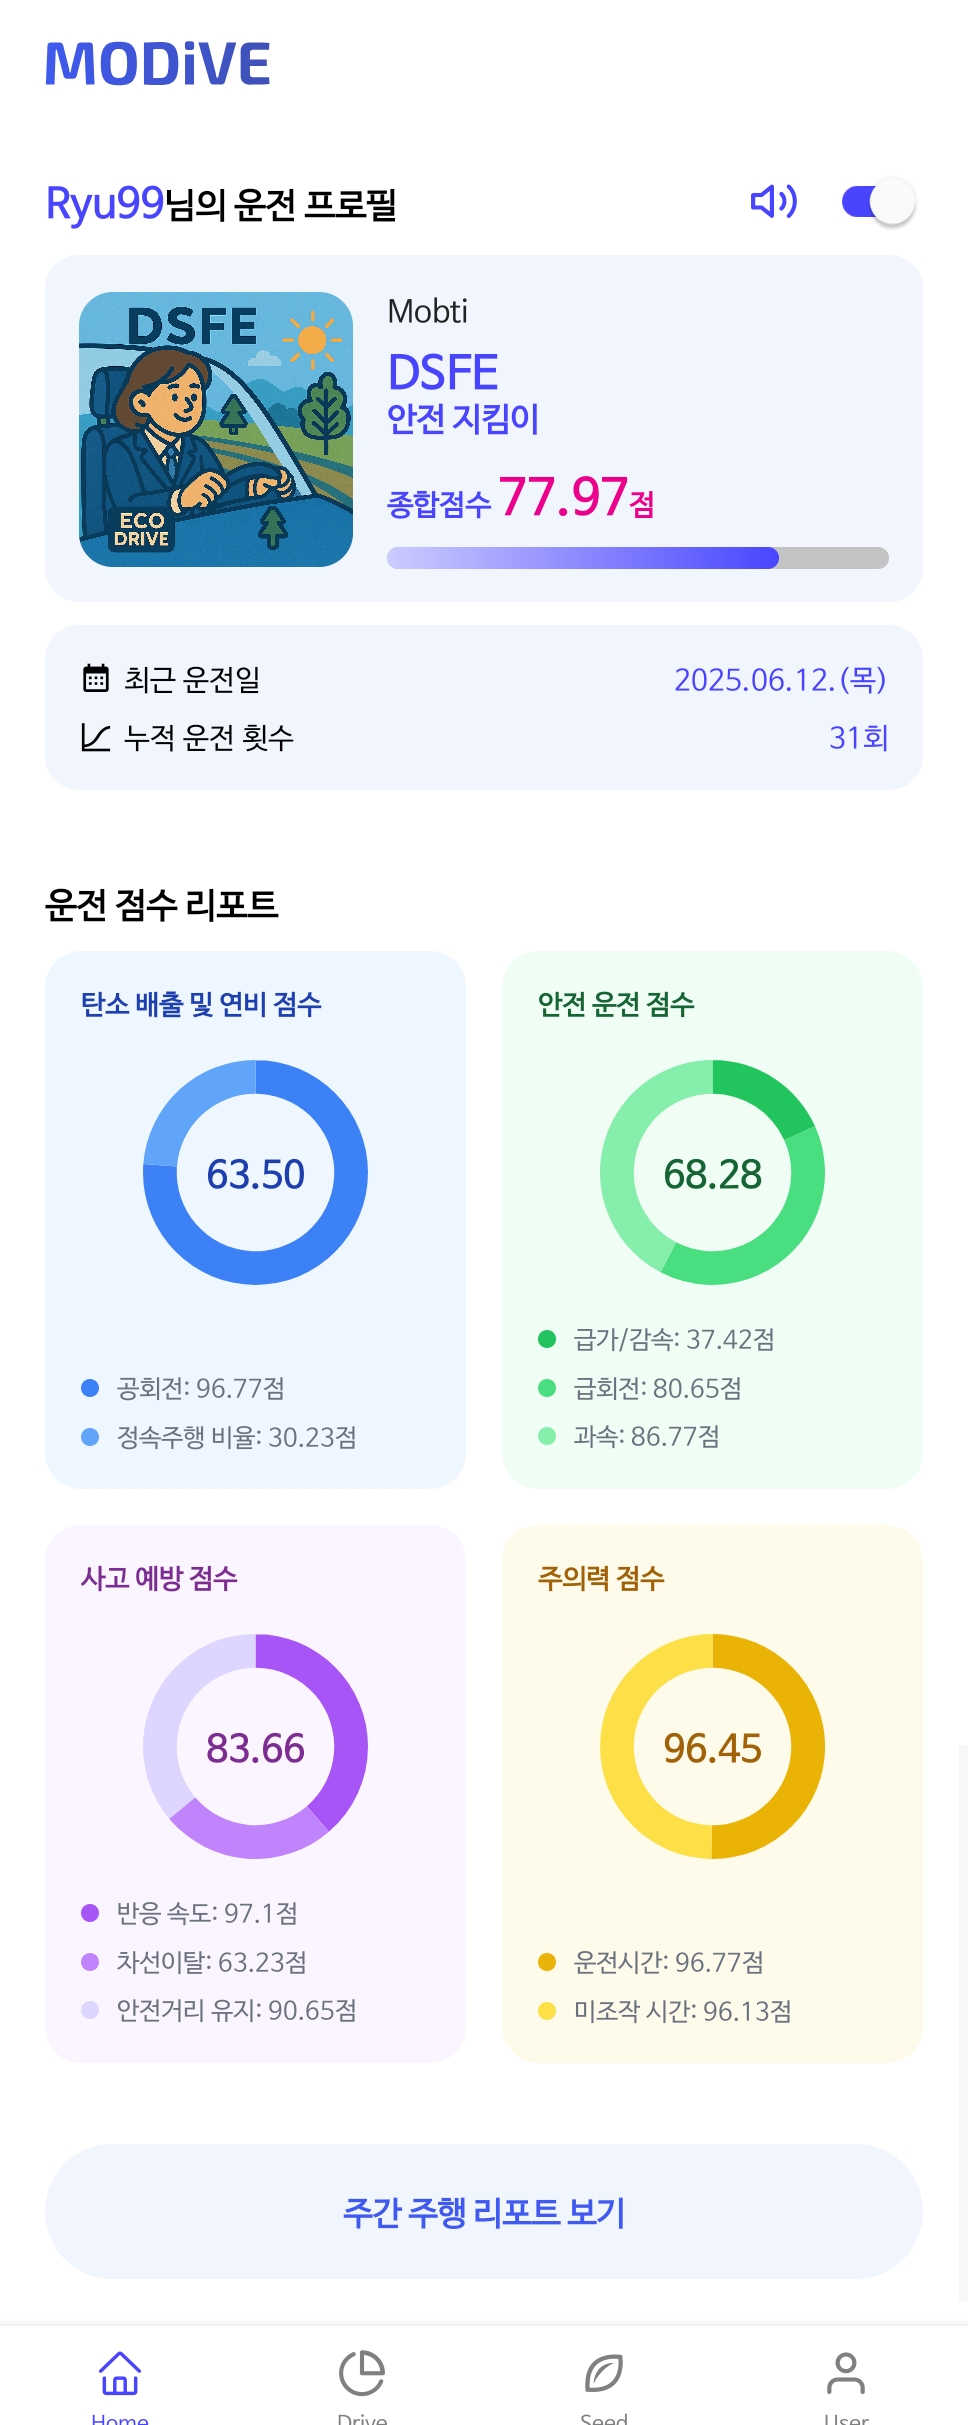 MODiVE
Ryu99님의 운전 프로필
DSFE
ECO
DRIVE
Mobti
DSFE
안전 지킴이
종합점수 77.97점
최근 운전일 2025.06.12. (목)
누적 운전 횟수 31회
운전 점수 리포트
탄소 배출 및 연비 점수
63.50
공회전: 96.77점
정속주행 비율: 30.23점
안전 운전 점수
68.28
급가/감속: 37.42점
급회전: 80.65점
과속: 86.77점
사고 예방 점수
83.66
반응 속도: 97.1점
차선이탈: 63.23점
안전거리 유지: 90.65점
주의력 점수
96.45
운전시간: 96.77점
미조작 시간: 96.13점
주간 주행 리포트 보기
Home Drive Seed User